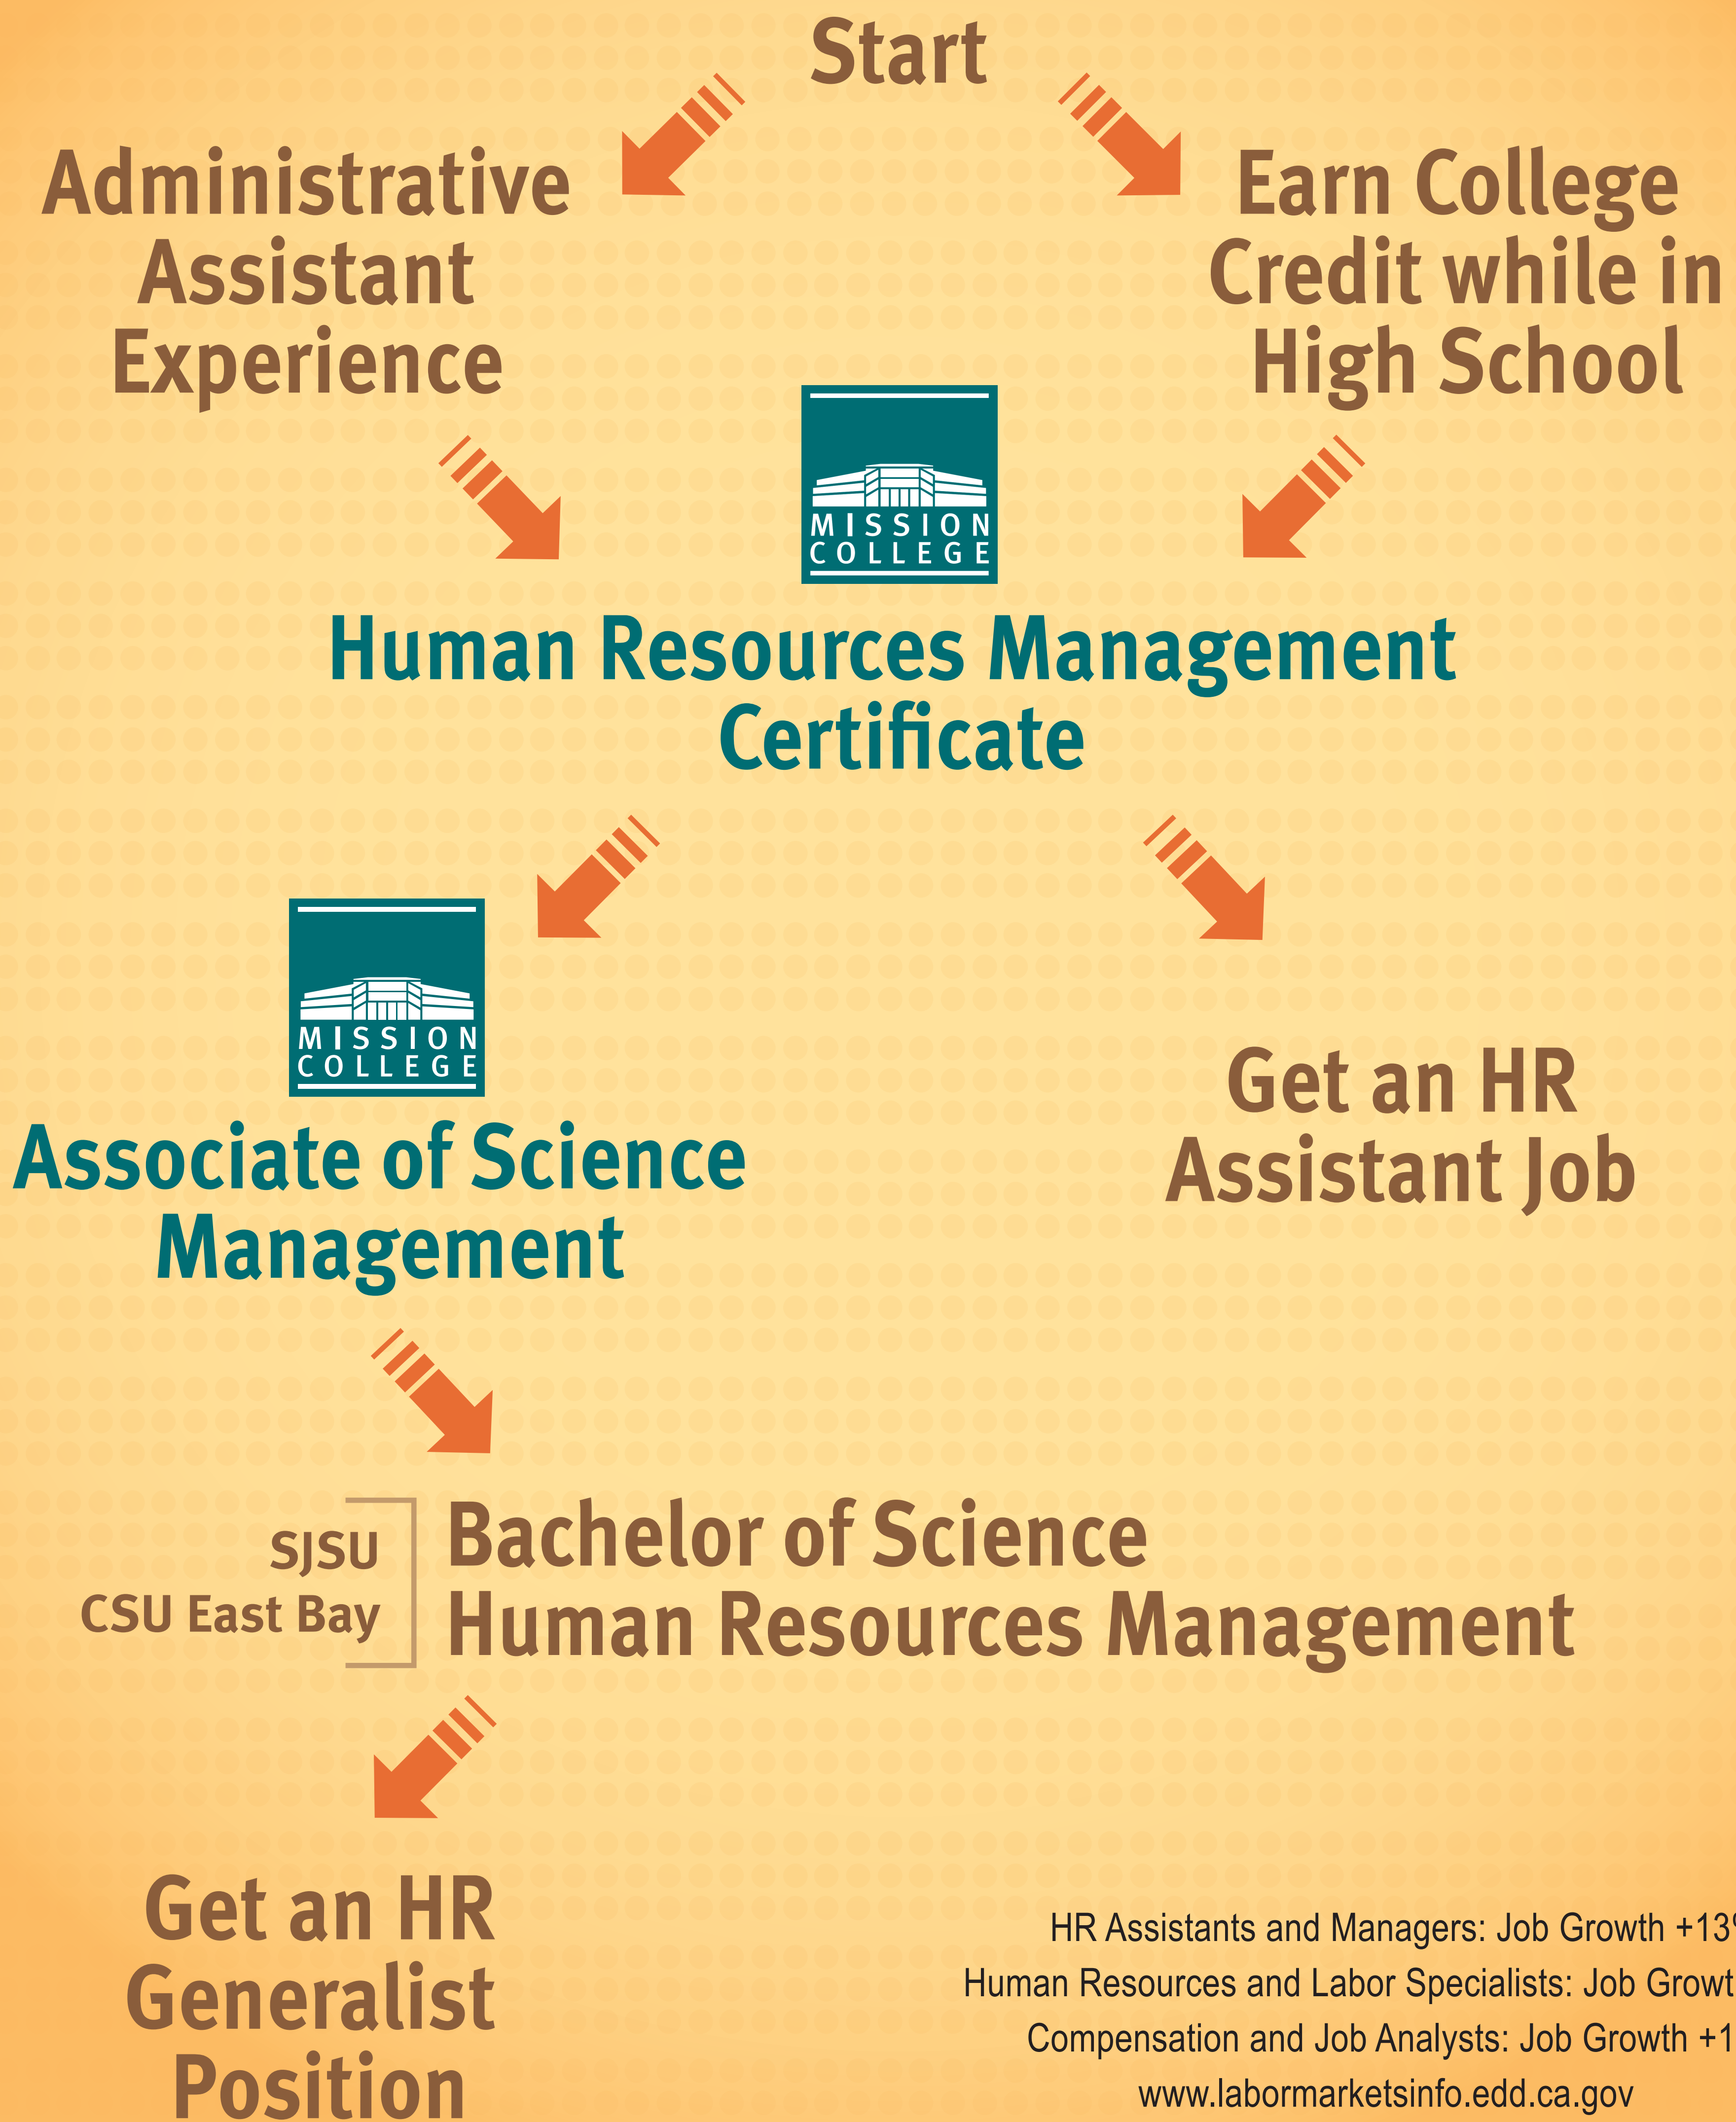 Start
Administrative
Assistant
Experience
Earn College
Credit while in
High School
MISSION
COLLEGE
Human Resources Management
Certificate
MISSION
COLLEGE
Associate of Science
Management
Get an HR
Assistant Job
SJSU
CSU East Bay
Bachelor of Science
Human Resources Management
Get an HR
Generalist
Position
HR Assistants and Managers: Job Growth +13
Human Resources and Labor Specialists: Job
Compensation and Job Analysts: Job Growth
www.labormarketsinfo.edd.ca.gov